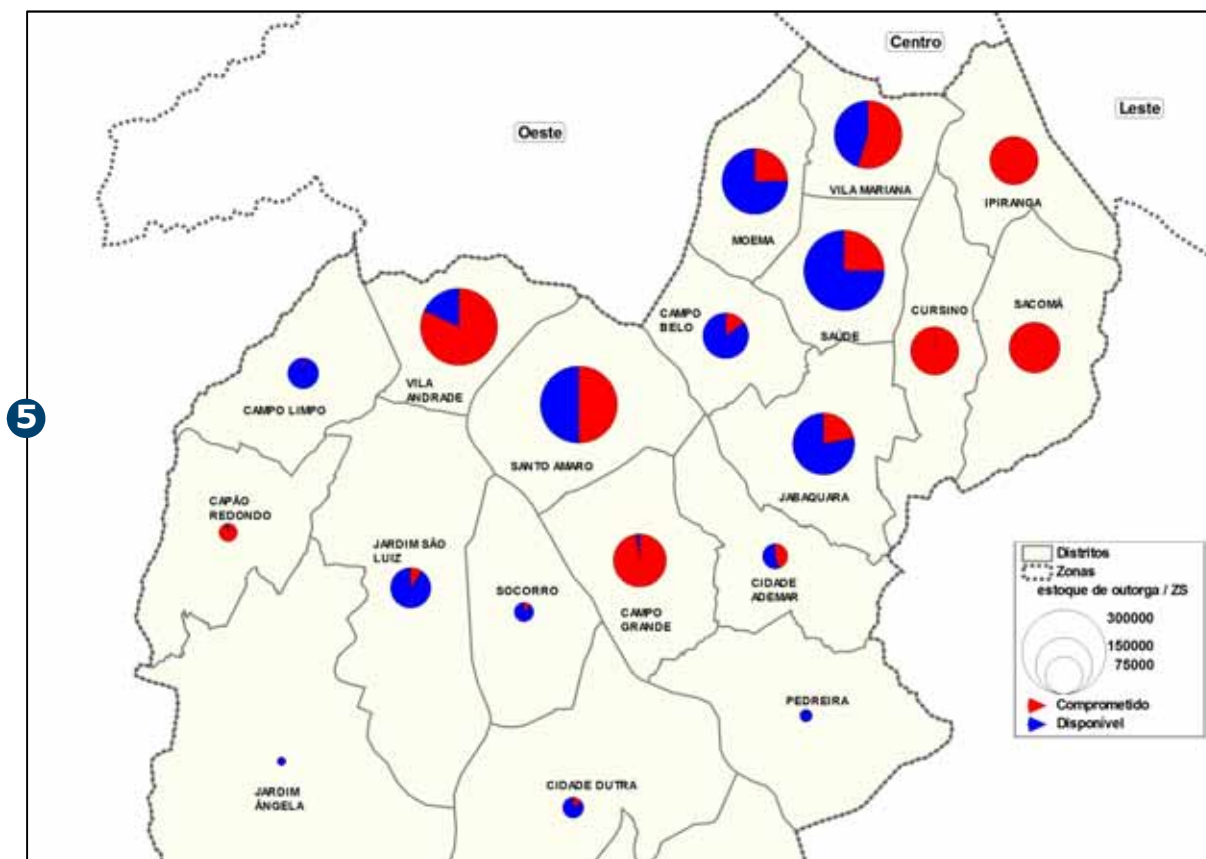 Centro
Oeste
Leste
VILA MARIANA
IPIRANGA
MOEMA
CAMPO
BELO
SAÚDE
CURSINO
SACOMÃ
VILA
ANDRADE
CAMPO LIMPO
5
SANTO AMARO
JABAQUARA
CAPÃO
REDONDO
JARDIM SÃO
LUIZ
SOCORRO
CAMPO
GRANDE
CIDADE
ADEMAR
PEDREIRA
JARDIM
ÂNGELA
CIDADE DUTRA
Distritos
Zonas
estoque de outorga / ZS
300000
150000
75000
Comprometido
Disponível